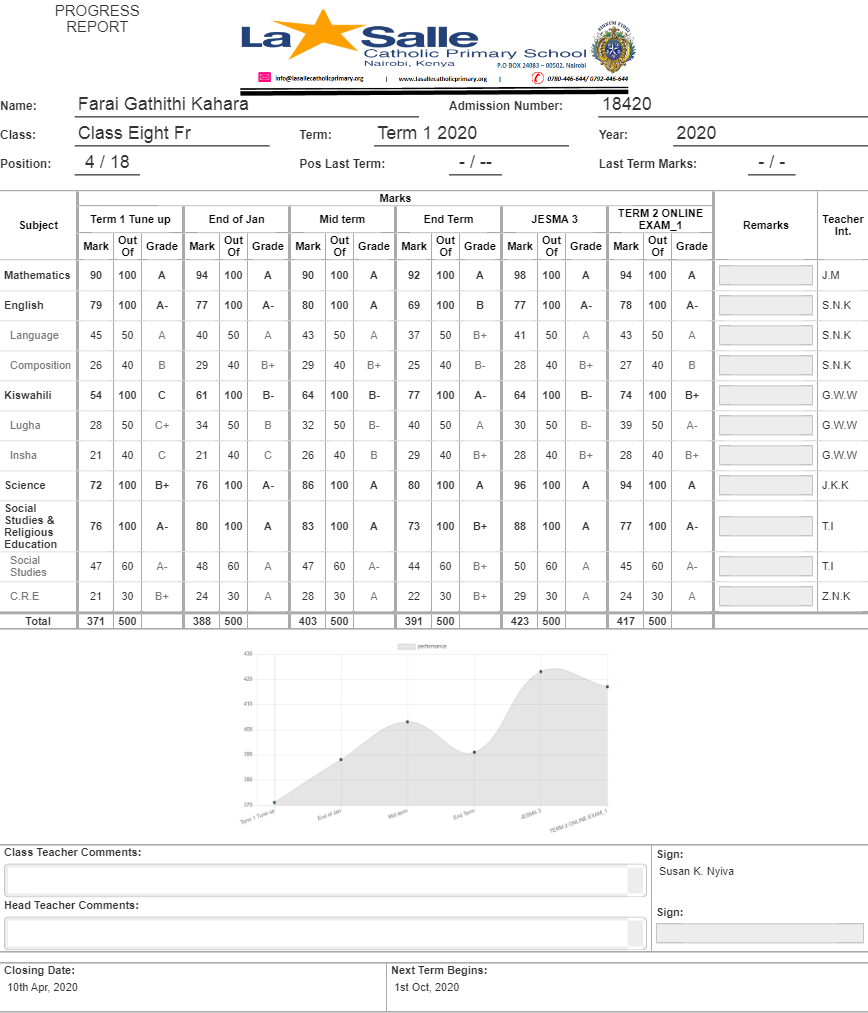 PROGRESS
REPORT
La Salle
Catholic Primary School
Nairobi, Kenya
P.O BOX 24083 – 00502, Nairobi
info@lasallecatholicprimary.org | www.lasallecatholicprimary.org | 0780-446-644/ 0792-446-644
Name: Farai Gathithi Kahara Admission Number: 18420
Class: Class Eight Fr Term: Term 1 2020 Year: 2020
Position: 4 / 18 Pos Last Term: - / -- Last Term Marks: - / -
Marks
Subject Term 1 Tune up End of Jan Mid term End Term JESMA 3 TERM 2 ONLINE EXAM_1 Remarks Teacher Int.
Mark Out Of Grade Mark Out Of Grade Mark Out Of Grade Mark Out Of Grade Mark Out Of Grade Mark Out Of Grade
Mathematics 90 100 A 94 100 A 90 100 A 92 100 A 98 100 A 94 100 A J.M
English 79 100 A- 77 100 A- 80 100 A 69 100 B 77 100 A- 78 100 A- S.N.K
Language 45 50 A 40 50 A 43 50 A 37 50 B+ 41 50 A 43 50 A S.N.K
Composition 26 40 B 29 40 B+ 29 40 B+ 25 40 B- 28 40 B+ 27 40 B S.N.K
Kiswahili 54 100 C 61 100 B- 64 100 B- 77 100 A- 64 100 B- 74 100 B+ G.W.W
Lugha 28 50 C+ 34 50 B 32 50 B- 40 50 A 30 50 B- 39 50 A- G.W.W
Insha 21 40 C 21 40 C 26 40 B 29 40 B+ 28 40 B+ 28 40 B+ G.W.W
Science 72 100 B+ 76 100 A- 86 100 A 80 100 A 96 100 A 94 100 A J.K.K
Social Studies & Religious Education 76 100 A- 80 100 A 83 100 A 73 100 B+ 88 100 A 77 100 A- T.I
Social Studies 47 60 A- 48 60 A 47 60 A- 44 60 B+ 50 60 A 45 60 A- T.I
C.R.E 21 30 B+ 24 30 A 28 30 A 22 30 B+ 29 30 A 24 30 A Z.N.K
Total 371 500 388 500 403 500 391 500 423 500 417 500
performance
430
420
410
400
390
380
370
Term 1 Tune up End of Jan Mid term End Term JESMA 3 TERM 2 ONLINE EXAM_1
Class Teacher Comments: Sign:
Susan K. Nyiva
Head Teacher Comments: Sign:
Closing Date: Next Term Begins:
10th Apr, 2020 1st Oct, 2020